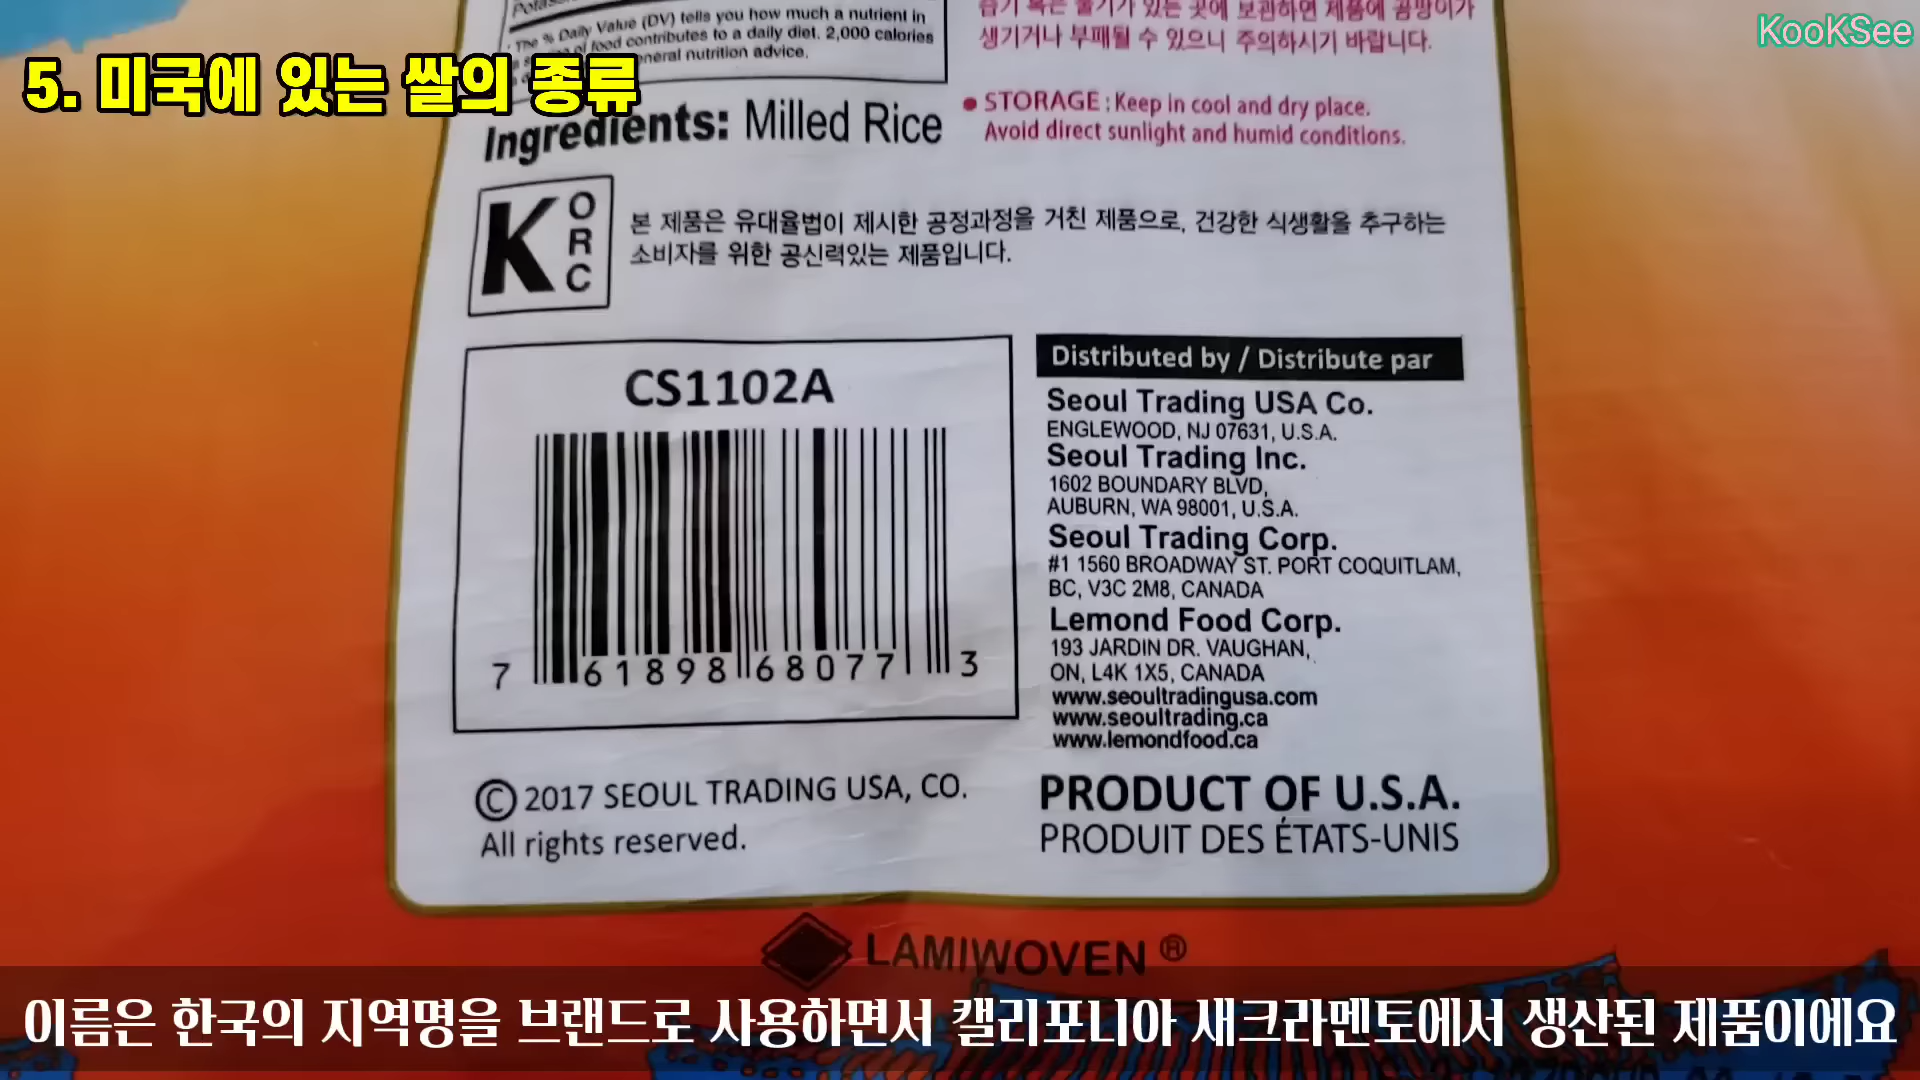 KooKSee
5. 미국에 있는 쌀의 종류
The % Daily Value (DV) tells you how much a nutrient in
of food contributes to a daily diet. 2,000 calories
general nutrition advice.
Ingredients: Milled Rice
습기 혹은 물기가 있는 곳에 보관하면 제품에 곰팡이가
생기거나 부패될 수 있으니 주의하시기 바랍니다.
● STORAGE : Keep in cool and dry place.
Avoid direct sunlight and humid conditions.
K ORC
본 제품은 유대율법이 제시한 공정과정을 거친 제품으로, 건강한 식생활을 추구하는
소비자를 위한 공신력있는 제품입니다.
CS1102A
7 61898 68077 3
Distributed by / Distribute par
Seoul Trading USA Co.
ENGLEWOOD, NJ 07631, U.S.A.
Seoul Trading Inc.
1602 BOUNDARY BLVD,
AUBURN, WA 98001, U.S.A.
Seoul Trading Corp.
#1 1560 BROADWAY ST. PORT COQUITLAM,
BC, V3C 2M8, CANADA
Lemond Food Corp.
193 JARDIN DR. VAUGHAN,
ON, L4K 1X5, CANADA
www.seoultradingusa.com
www.seoultrading.ca
www.lemondfood.ca
© 2017 SEOUL TRADING USA, CO.
All rights reserved.
PRODUCT OF U.S.A.
PRODUIT DES ÉTATS-UNIS
LAMIWOVEN ®
이름은 한국의 지역명을 브랜드로 사용하면서 캘리포니아 새크라멘토에서 생산된 제품이에요